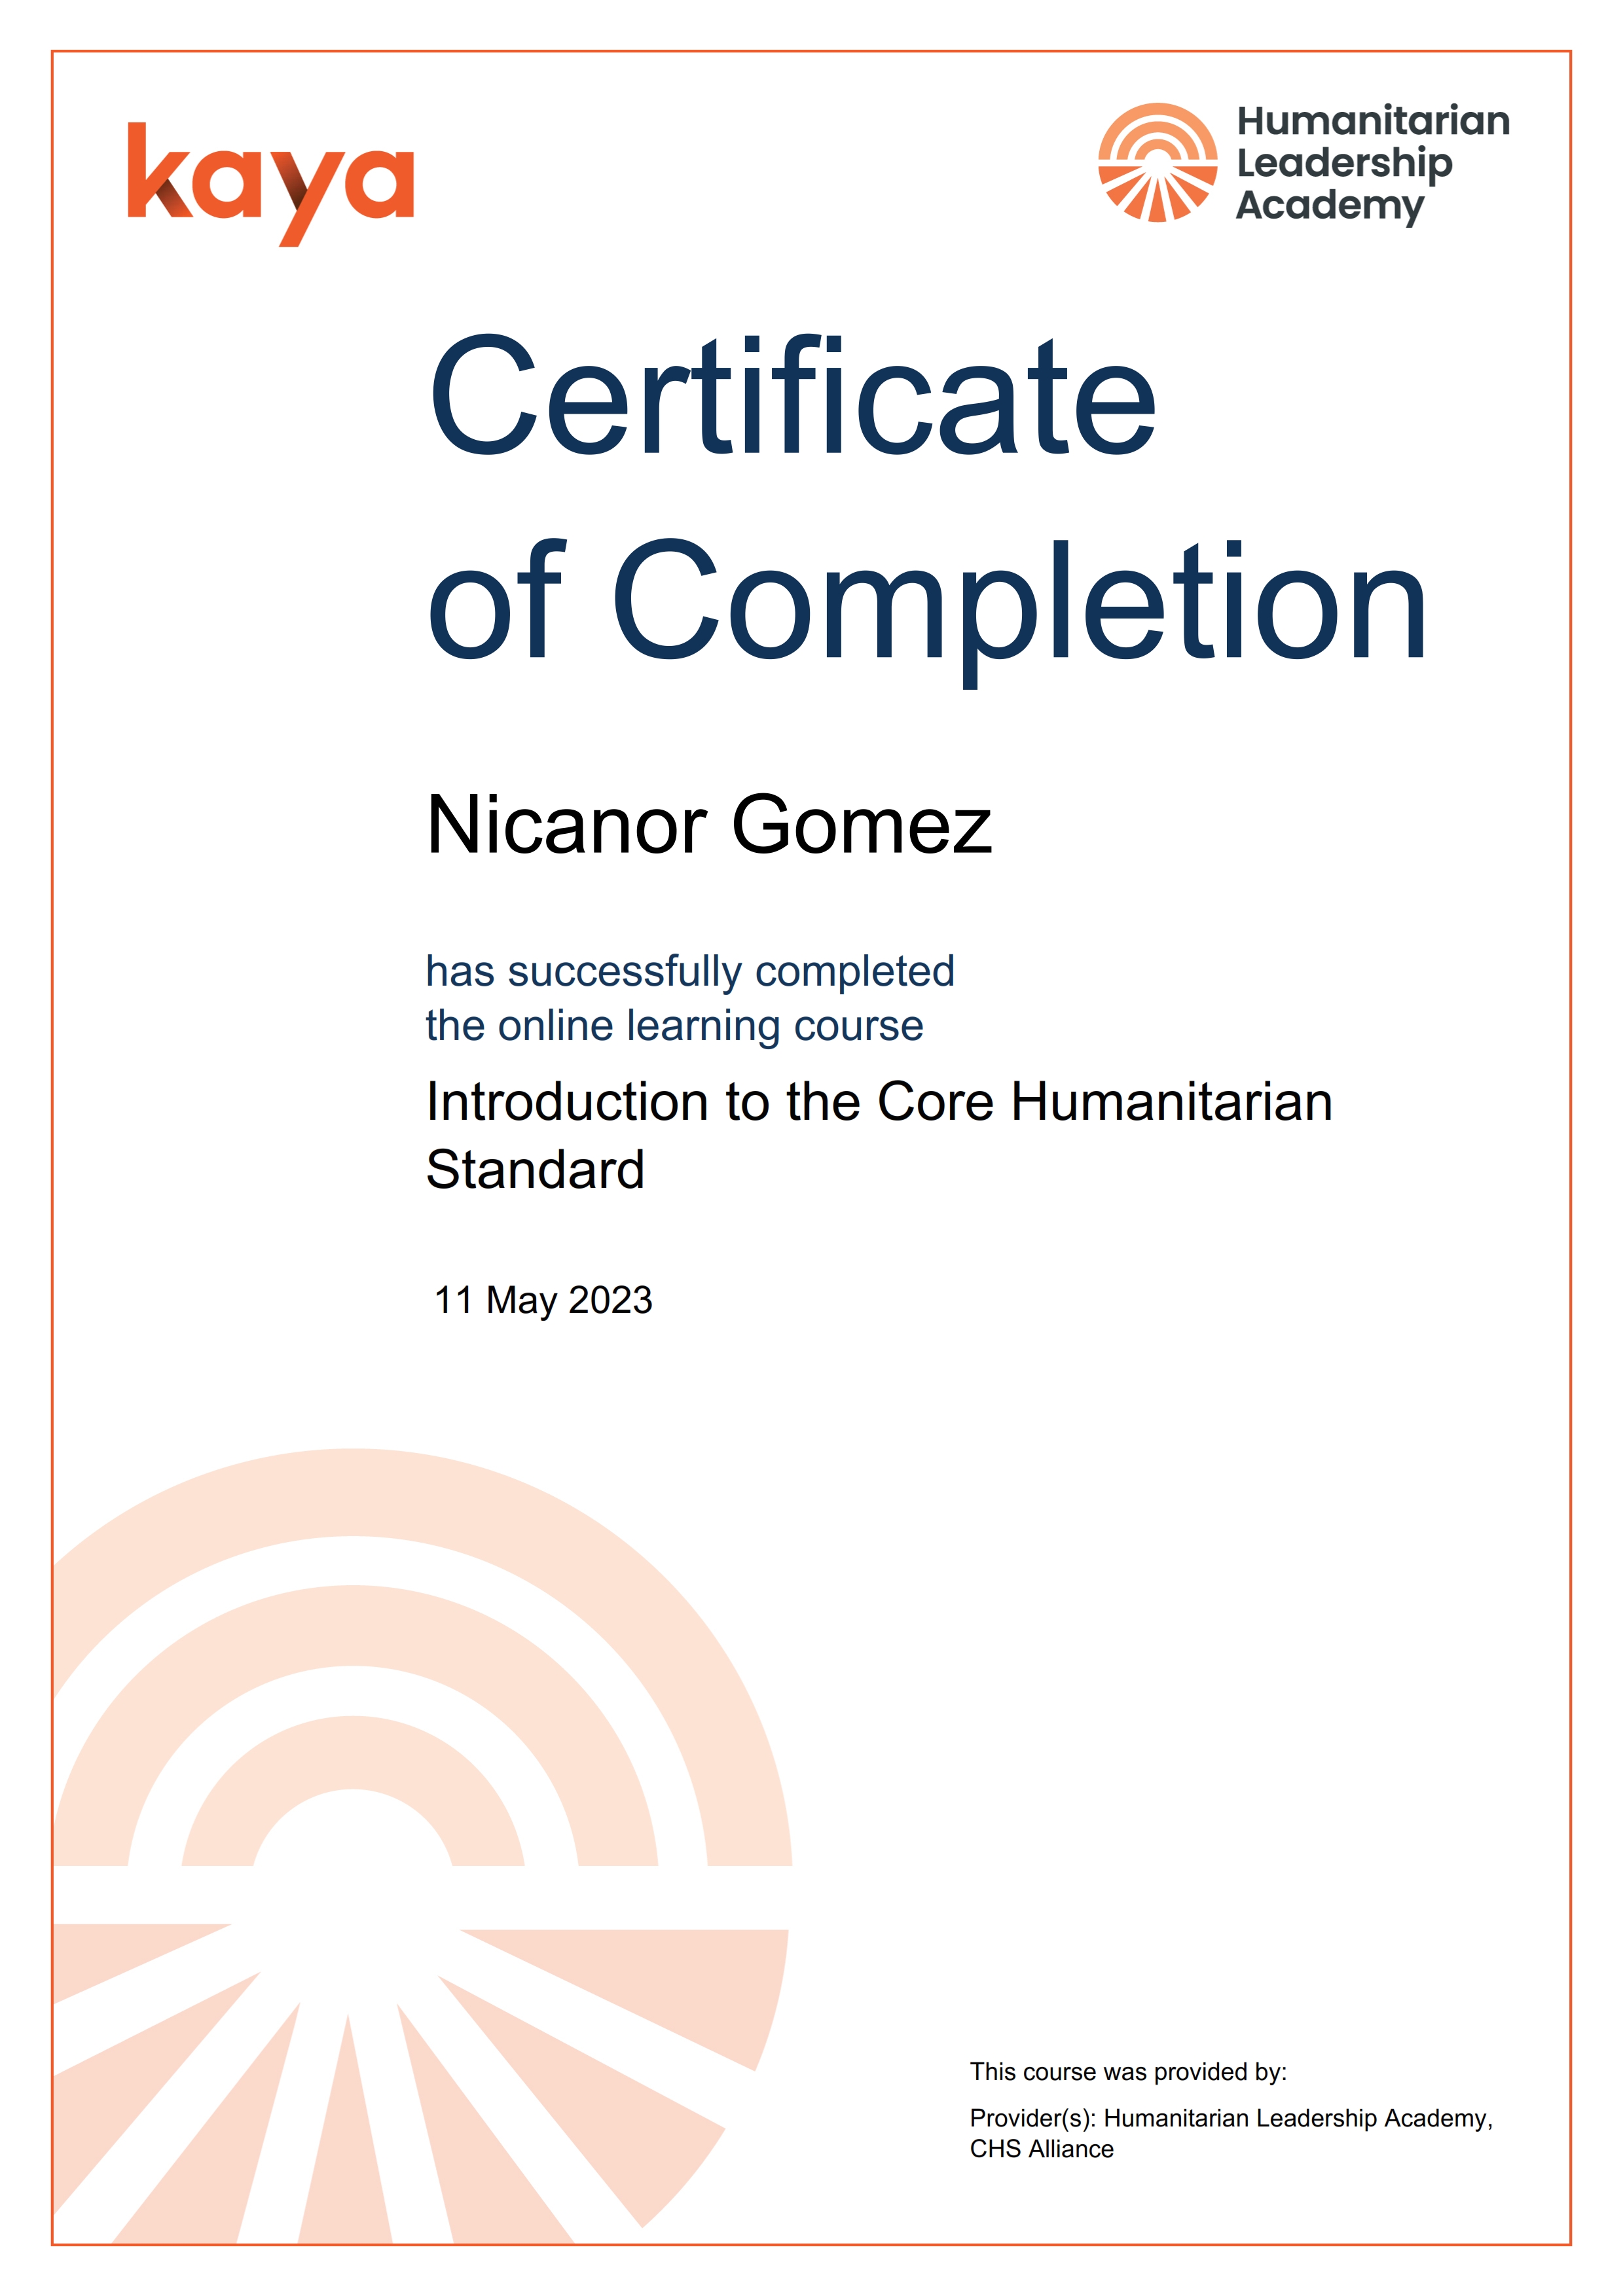 kaya
Humanitarian
Leadership
Academy
Certificate
of Completion
Nicanor Gomez
has successfully completed
the online learning course
Introduction to the Core Humanitarian
Standard
11 May 2023
This course was provided by:
Provider(s): Humanitarian Leadership Academy,
CHS Alliance